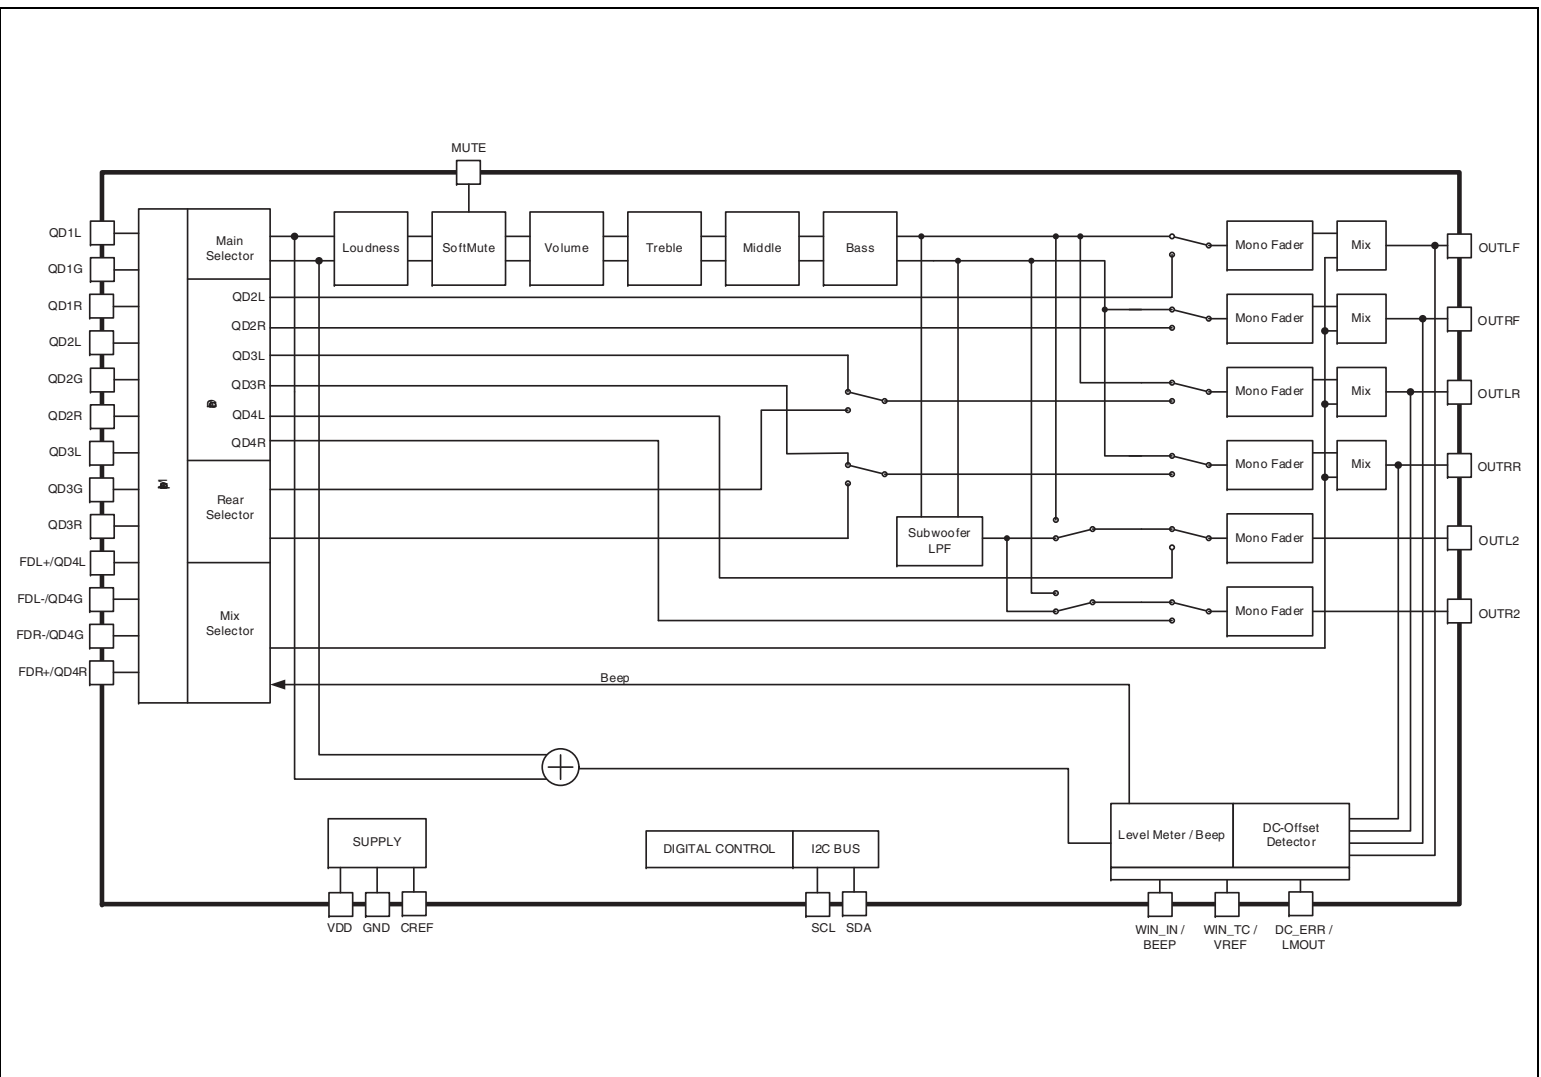 MUTE
QD1L
QD1G
QD1R
QD2L
QD2G
QD2R
QD3L
QD3G
QD3R
FDL+/QD4L
FDL-/QD4G
FDR-/QD4G
FDR+/QD4R
Main
Selector
QD2L
QD2R
QD3L
QD3R
QD4L
QD4R
Rear
Selector
Mix
Selector
Loudness
SoftMute
Volume
Treble
Middle
Bass
Subwoofer
LPF
Mono Fader
Mix
OUTLF
Mono Fader
Mix
OUTRF
Mono Fader
Mix
OUTLR
Mono Fader
Mix
OUTRR
Mono Fader
OUTL2
Mono Fader
OUTR2
Beep
SUPPLY
VDD
GND
CREF
DIGITAL CONTROL
I2C BUS
SCL
SDA
Level Meter / Beep
DC-Offset
Detector
WIN_IN /
BEEP
WIN_TC /
VREF
DC_ERR /
LMOUT